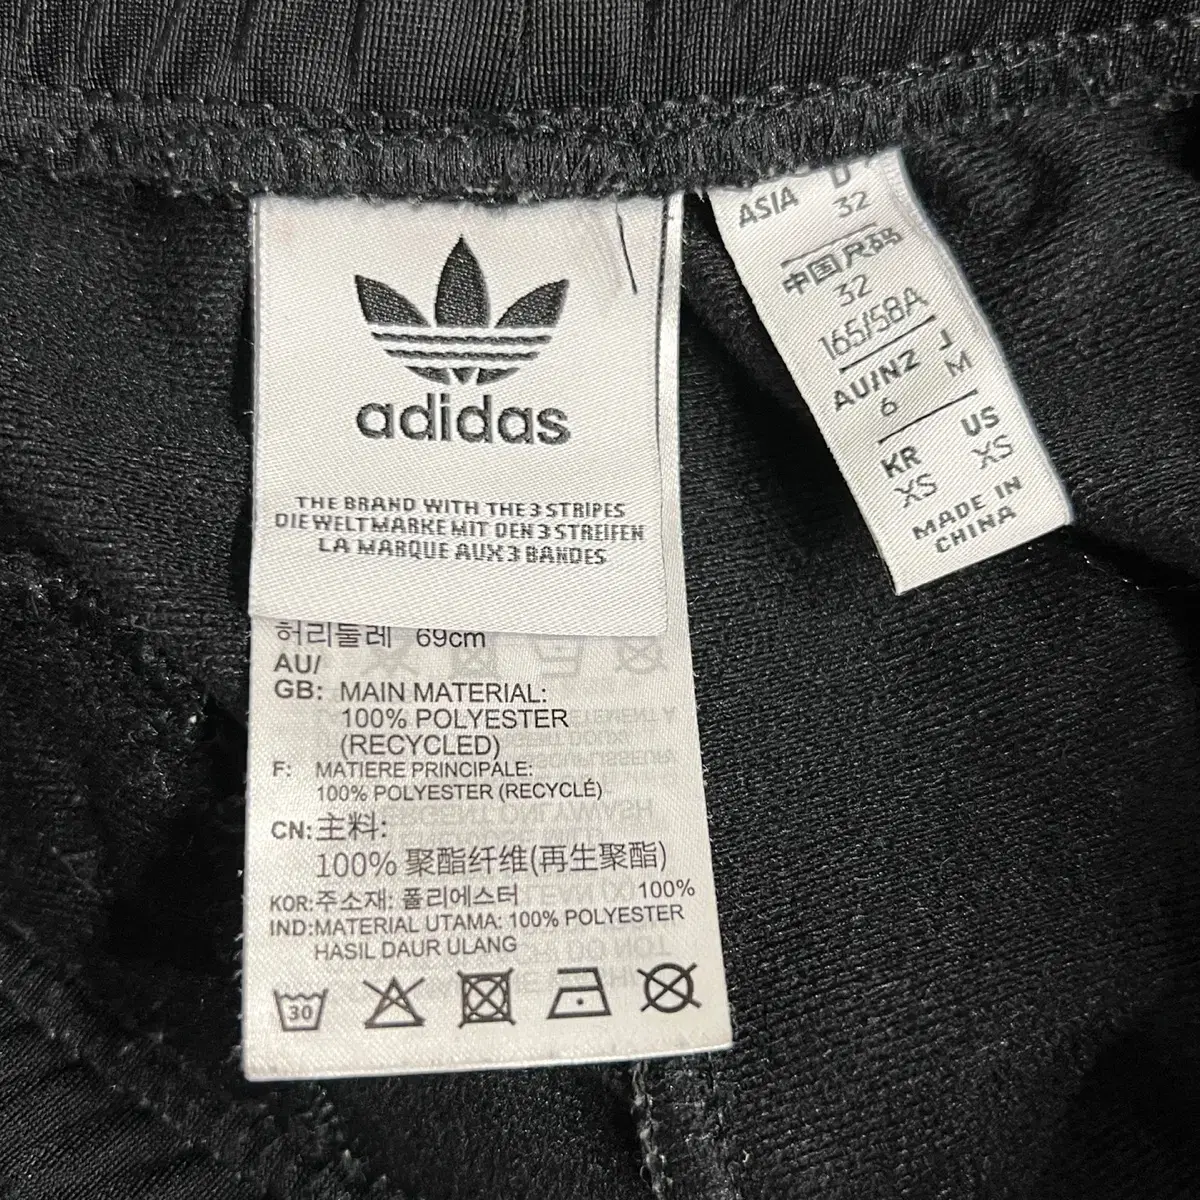 adidas
THE BRAND WITH THE 3 STRIPES
DIE WELTMARKE MIT DEN 3 STREIFEN
LA MARQUE AUX 3 BANDES
허리둘레 69cm
AU/
GB: MAIN MATERIAL:
100% POLYESTER
(RECYCLED)
F: MATIERE PRINCIPALE:
100% POLYESTER (RECYCLÉ)
CN:主料:
100% 聚酯纤维(再生聚酯)
KOR:주소재: 폴리에스터 100%
IND:MATERIAL UTAMA: 100% POLYESTER
HASIL DAUR ULANG
30
ASIA D
32
中国尺码
32
165/58A
AU/NZ J
6 M
KR US
XS XS
MADE IN
CHINA